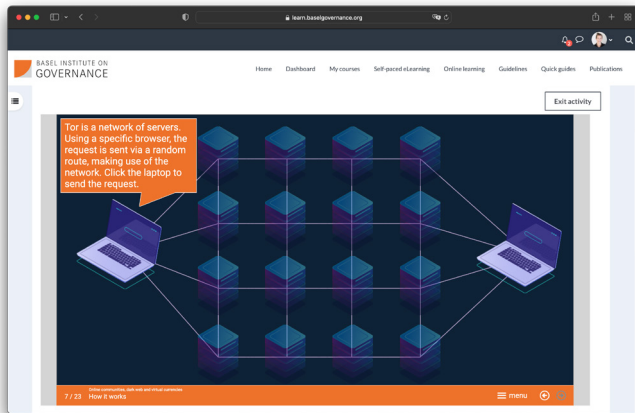 learn.baselgovernance.org
BASEL INSTITUTE ON
GOVERNANCE
Home Dashboard My courses Self-paced eLearning Online learning Guidelines Quick guides Publications
Exit activity
Tor is a network of servers.
Using a specific browser, the
request is sent via a random
route, making use of the
network. Click the laptop to
send the request.
Online communities, dark web and virtual currencies
7 / 23 How it works
menu